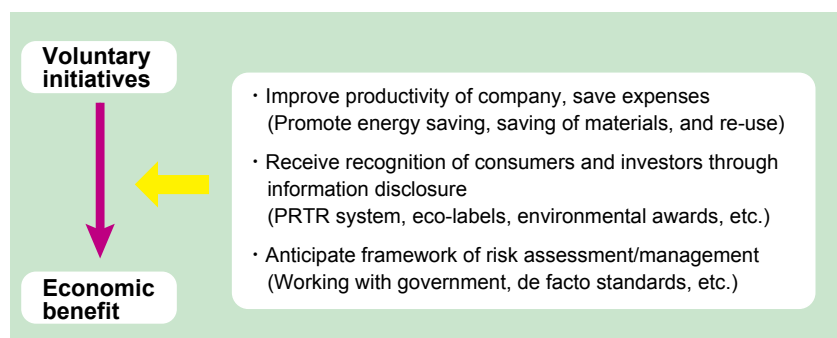 Voluntary
initiatives
・Improve productivity of company, save expenses
(Promote energy saving, saving of materials, and re-use)
・Receive recognition of consumers and investors through
information disclosure
(PRTR system, eco-labels, environmental awards, etc.)
・Anticipate framework of risk assessment/management
(Working with government, de facto standards, etc.)
Economic
benefit